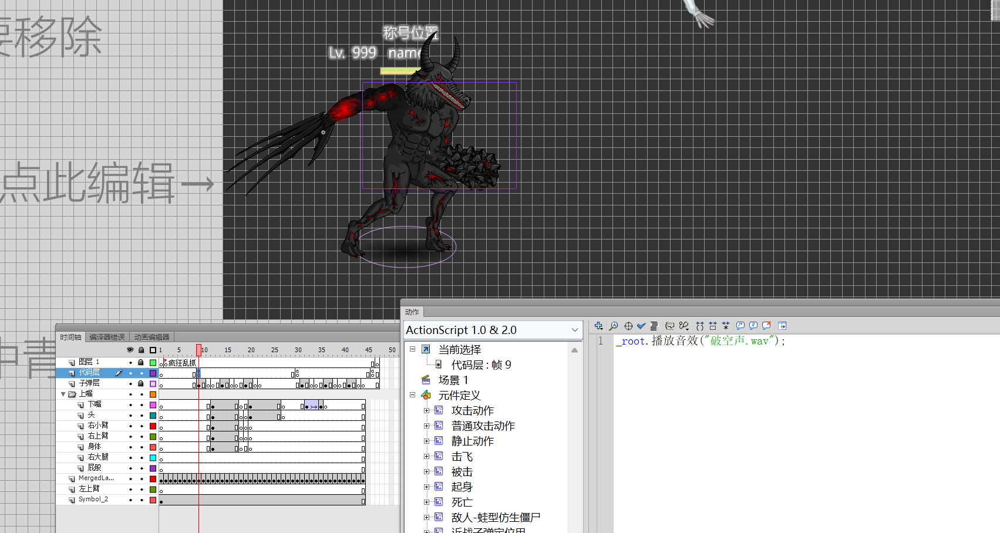 要移除
称号位置
Lv. 999 name
点此编辑→
中青
动作
ActionScript 1.0 & 2.0
当前选择
代码层 : 帧 9
场景 1
元件定义
攻击动作
普通攻击动作
静止动作
击飞
被击
起身
死亡
敌人-蛙型仿生僵尸
近战子弹定位用
1 _root.播放音效("破空声.wav");
时间轴 编译器错误 动画编辑器
1 5 10 15 20 25 30 35 40 45 50
图层 1 疯狂乱抓
代码层
子弹层
上嘴
下嘴
头
右小臂
右上臂
身体
右大腿
屁股
MergedLa...
左上臂
Symbol_2